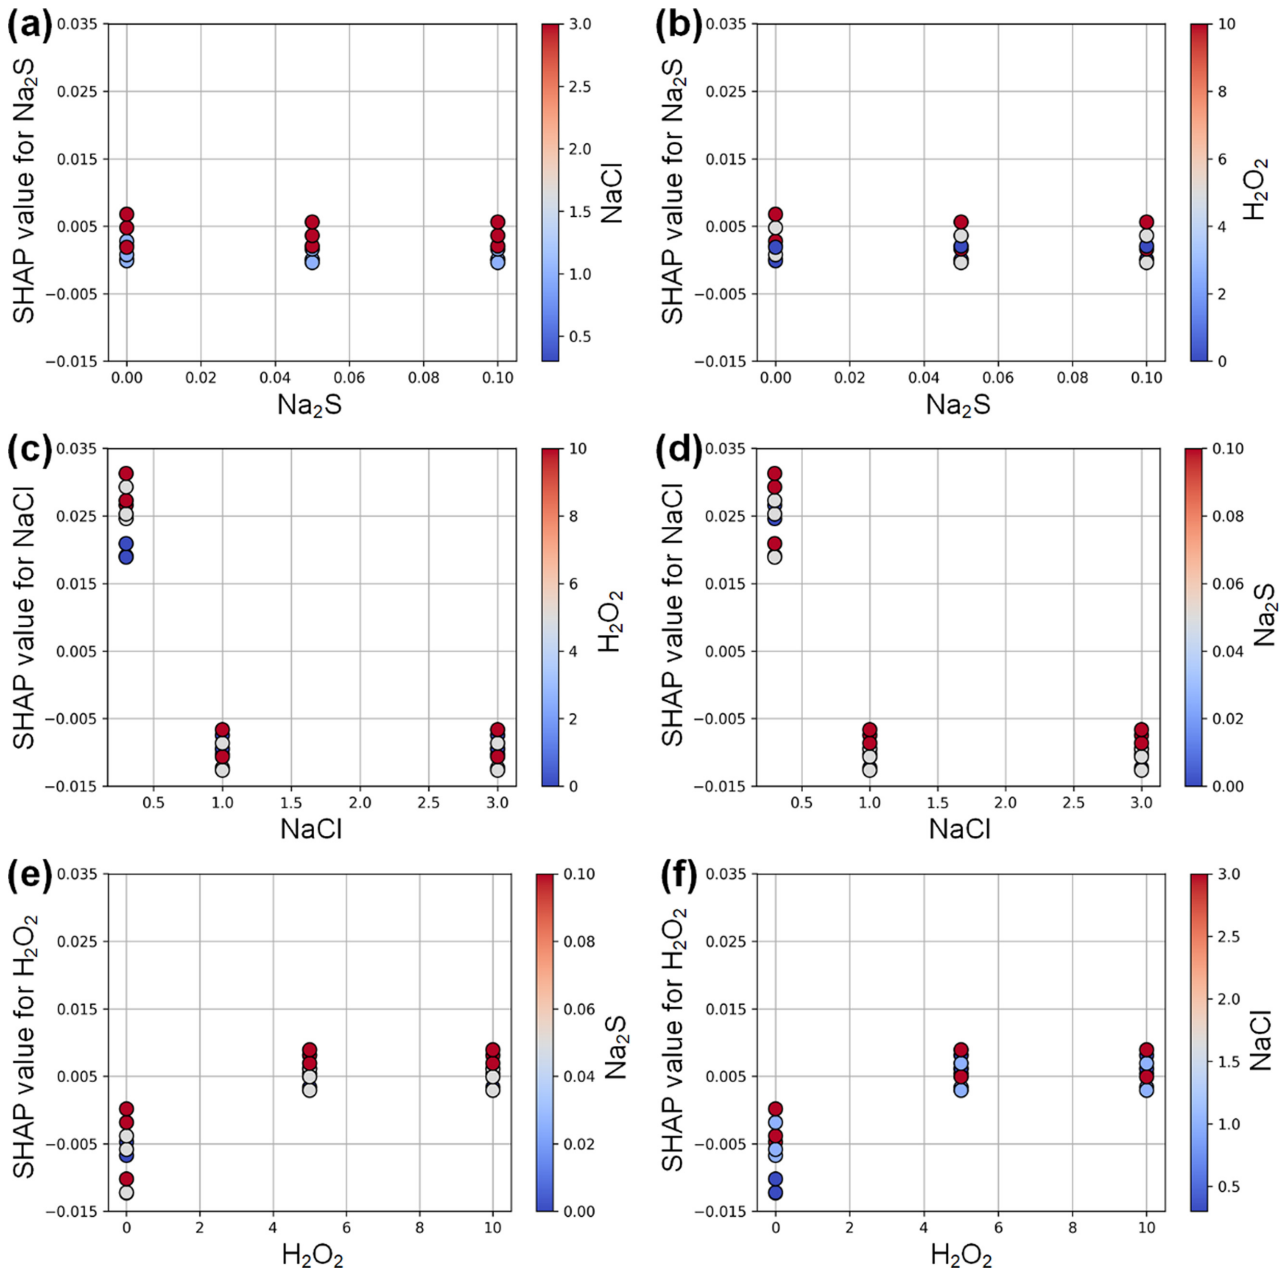 (a)
SHAP value for Na₂S
0.035
0.025
0.015
0.005
−0.005
−0.015
0.00 0.02 0.04 0.06 0.08 0.10
Na₂S
3.0
2.5
2.0
1.5
1.0
0.5
NaCl
(b)
SHAP value for Na₂S
0.035
0.025
0.015
0.005
−0.005
−0.015
0.00 0.02 0.04 0.06 0.08 0.10
Na₂S
10
8
6
4
2
0
H₂O₂
(c)
SHAP value for NaCl
0.035
0.025
0.015
0.005
−0.005
−0.015
0.5 1.0 1.5 2.0 2.5 3.0
NaCl
10
8
6
4
2
0
H₂O₂
(d)
SHAP value for NaCl
0.035
0.025
0.015
0.005
−0.005
−0.015
0.5 1.0 1.5 2.0 2.5 3.0
NaCl
0.10
0.08
0.06
0.04
0.02
0.00
Na₂S
(e)
SHAP value for H₂O₂
0.035
0.025
0.015
0.005
−0.005
−0.015
0 2 4 6 8 10
H₂O₂
0.10
0.08
0.06
0.04
0.02
0.00
Na₂S
(f)
SHAP value for H₂O₂
0.035
0.025
0.015
0.005
−0.005
−0.015
0 2 4 6 8 10
H₂O₂
3.0
2.5
2.0
1.5
1.0
0.5
NaCl